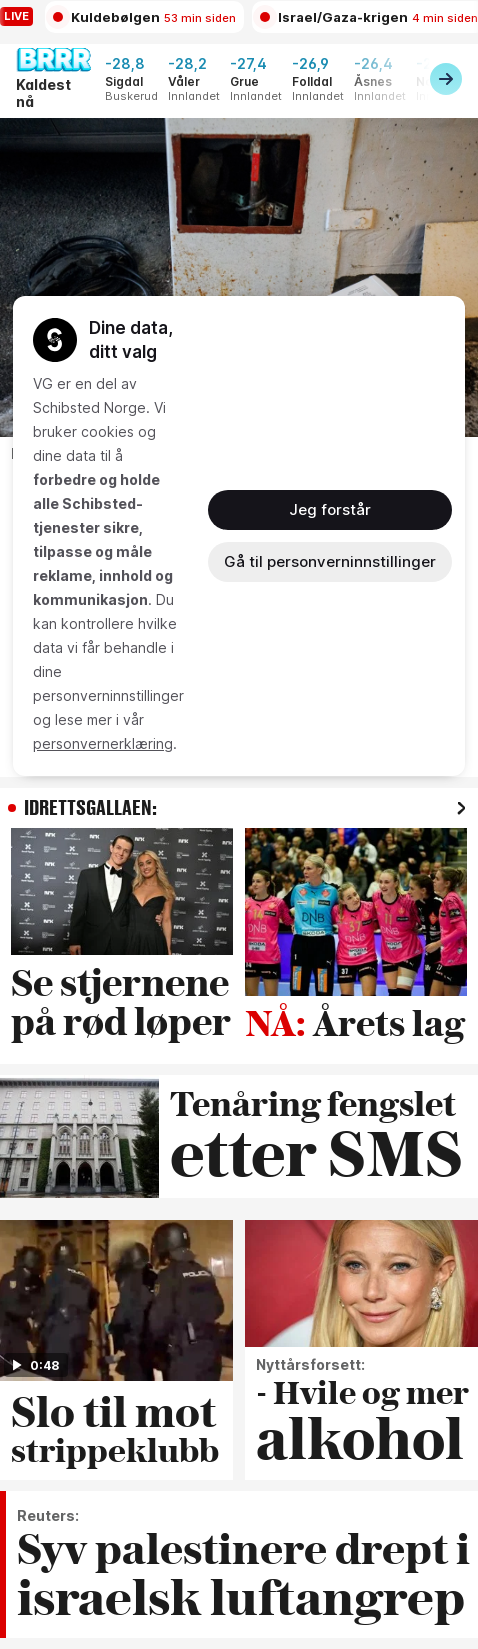 LIVE
Kuldebølgen 53 min siden
Israel/Gaza-krigen 4 min siden
BRRR
Kaldest nå
-28,8
Sigdal
Buskerud
-28,2
Våler
Innlandet
-27,4
Grue
Innlandet
-26,9
Folldal
Innlandet
-26,4
Åsnes
Innlandet
Dine data,
ditt valg
VG er en del av
Schibsted Norge. Vi
bruker cookies og
dine data til å
forbedre og holde
alle Schibsted-
tjenester sikre,
tilpasse og måle
reklame, innhold og
kommunikasjon. Du
kan kontrollere hvilke
data vi får behandle i
dine
personverninnstillinger
og lese mer i vår
personvernerklæring.
Jeg forstår
Gå til personverninnstillinger
IDRETTSGALLAEN:
Se stjernene
på rød løper
NÅ: Årets lag
Tenåring fengslet
etter SMS
0:48
Slo til mot
strippeklubb
Nyttårsforsett:
- Hvile og mer
alkohol
Reuters:
Syv palestinere drept i
israelsk luftangrep